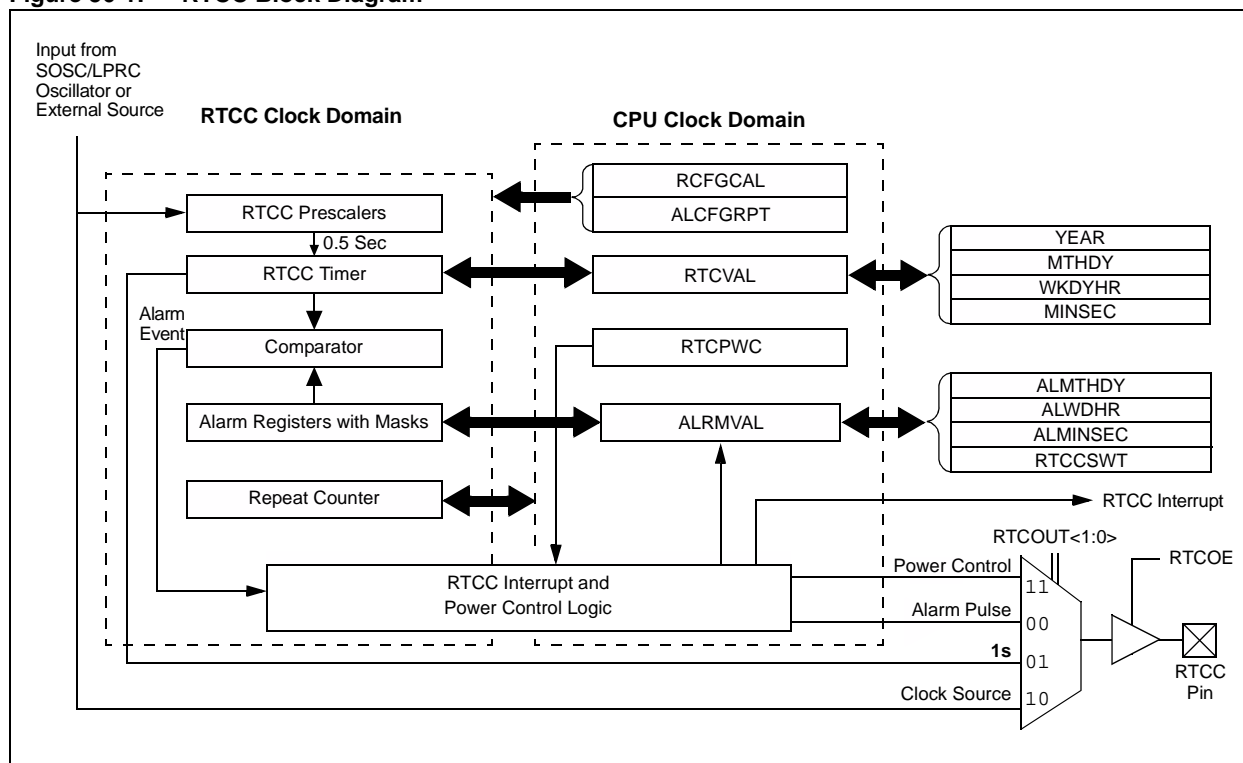 Figure RTCC Block Diagram
Input from
SOSC/LPRC
Oscillator or
External Source
RTCC Clock Domain
CPU Clock Domain
RCFGCAL
ALCFGRPT
RTCC Prescalers
0.5 Sec
RTCC Timer
RTCVAL
YEAR
MTHDY
WKDYHR
MINSEC
Alarm
Event
Comparator
RTCPWC
Alarm Registers with Masks
ALRMVAL
ALMTHDY
ALWDHR
ALMINSEC
RTCCSWT
Repeat Counter
RTCC Interrupt
RTCOUT<1:0>
RTCOE
RTCC Interrupt and
Power Control Logic
Power Control
11
Alarm Pulse
00
1s
01
Clock Source
10
RTCC
Pin